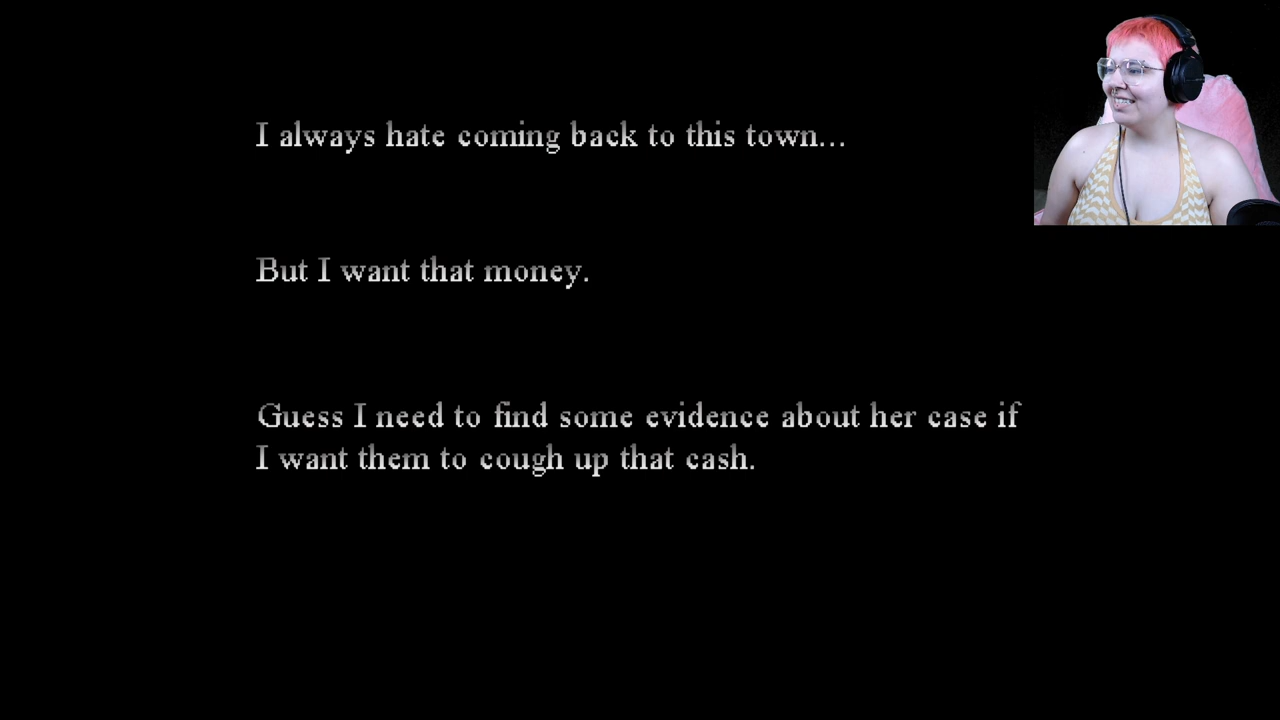 I always hate coming back to this town...
But I want that money.
Guess I need to find some evidence about her case if
I want them to cough up that cash.